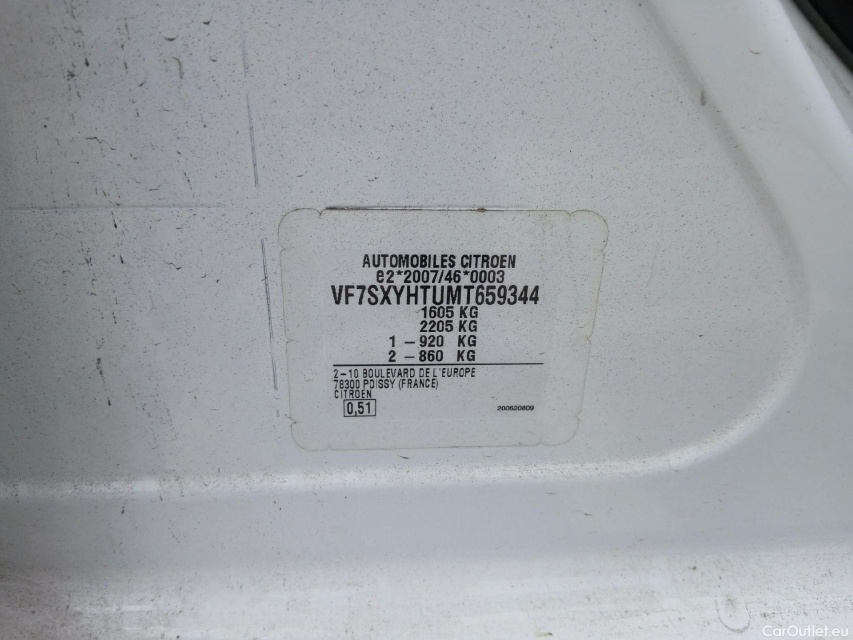 AUTOMOBILES CITROEN
e2*2007/46*0003
VF7SXYHTUMT659344
1605 KG
2205 KG
1 – 920 KG
2 – 860 KG
2–10 BOULEVARD DE L'EUROPE
78300 POISSY (FRANCE)
CITROEN
0,51
200620809
CarOutlet.eu